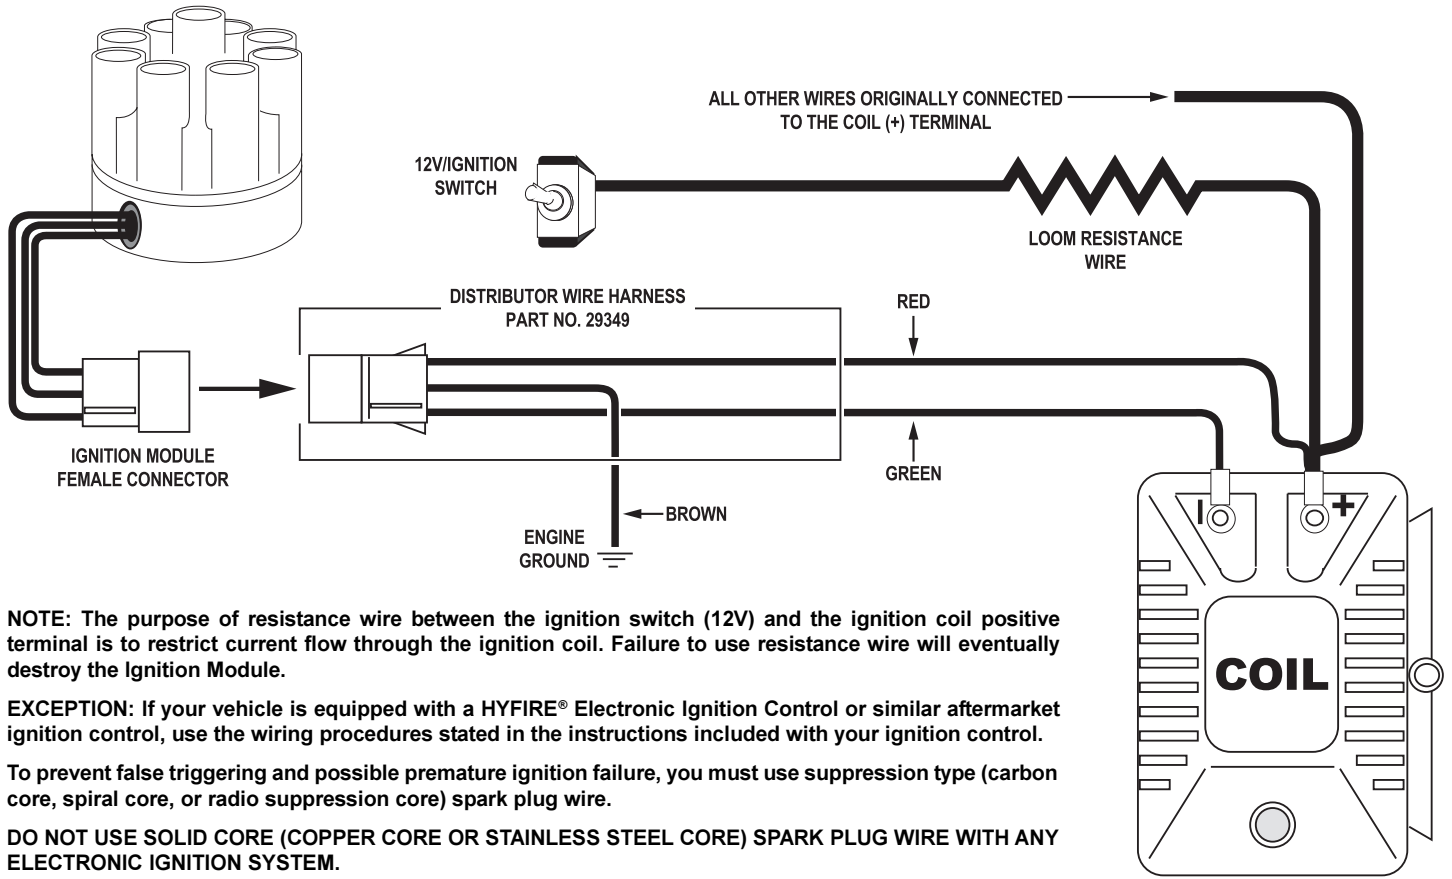 ALL OTHER WIRES ORIGINALLY CONNECTED
TO THE COIL (+) TERMINAL
12V/IGNITION
SWITCH
LOOM RESISTANCE
WIRE
DISTRIBUTOR WIRE HARNESS
PART NO. 29349
RED
IGNITION MODULE
FEMALE CONNECTOR
GREEN
BROWN
ENGINE
GROUND
– +
COIL
NOTE: The purpose of resistance wire between the ignition switch (12V) and the ignition coil positive
terminal is to restrict current flow through the ignition coil. Failure to use resistance wire will eventually
destroy the Ignition Module.
EXCEPTION: If your vehicle is equipped with a HYFIRE® Electronic Ignition Control or similar aftermarket
ignition control, use the wiring procedures stated in the instructions included with your ignition control.
To prevent false triggering and possible premature ignition failure, you must use suppression type (carbon
core, spiral core, or radio suppression core) spark plug wire.
DO NOT USE SOLID CORE (COPPER CORE OR STAINLESS STEEL CORE) SPARK PLUG WIRE WITH ANY
ELECTRONIC IGNITION SYSTEM.